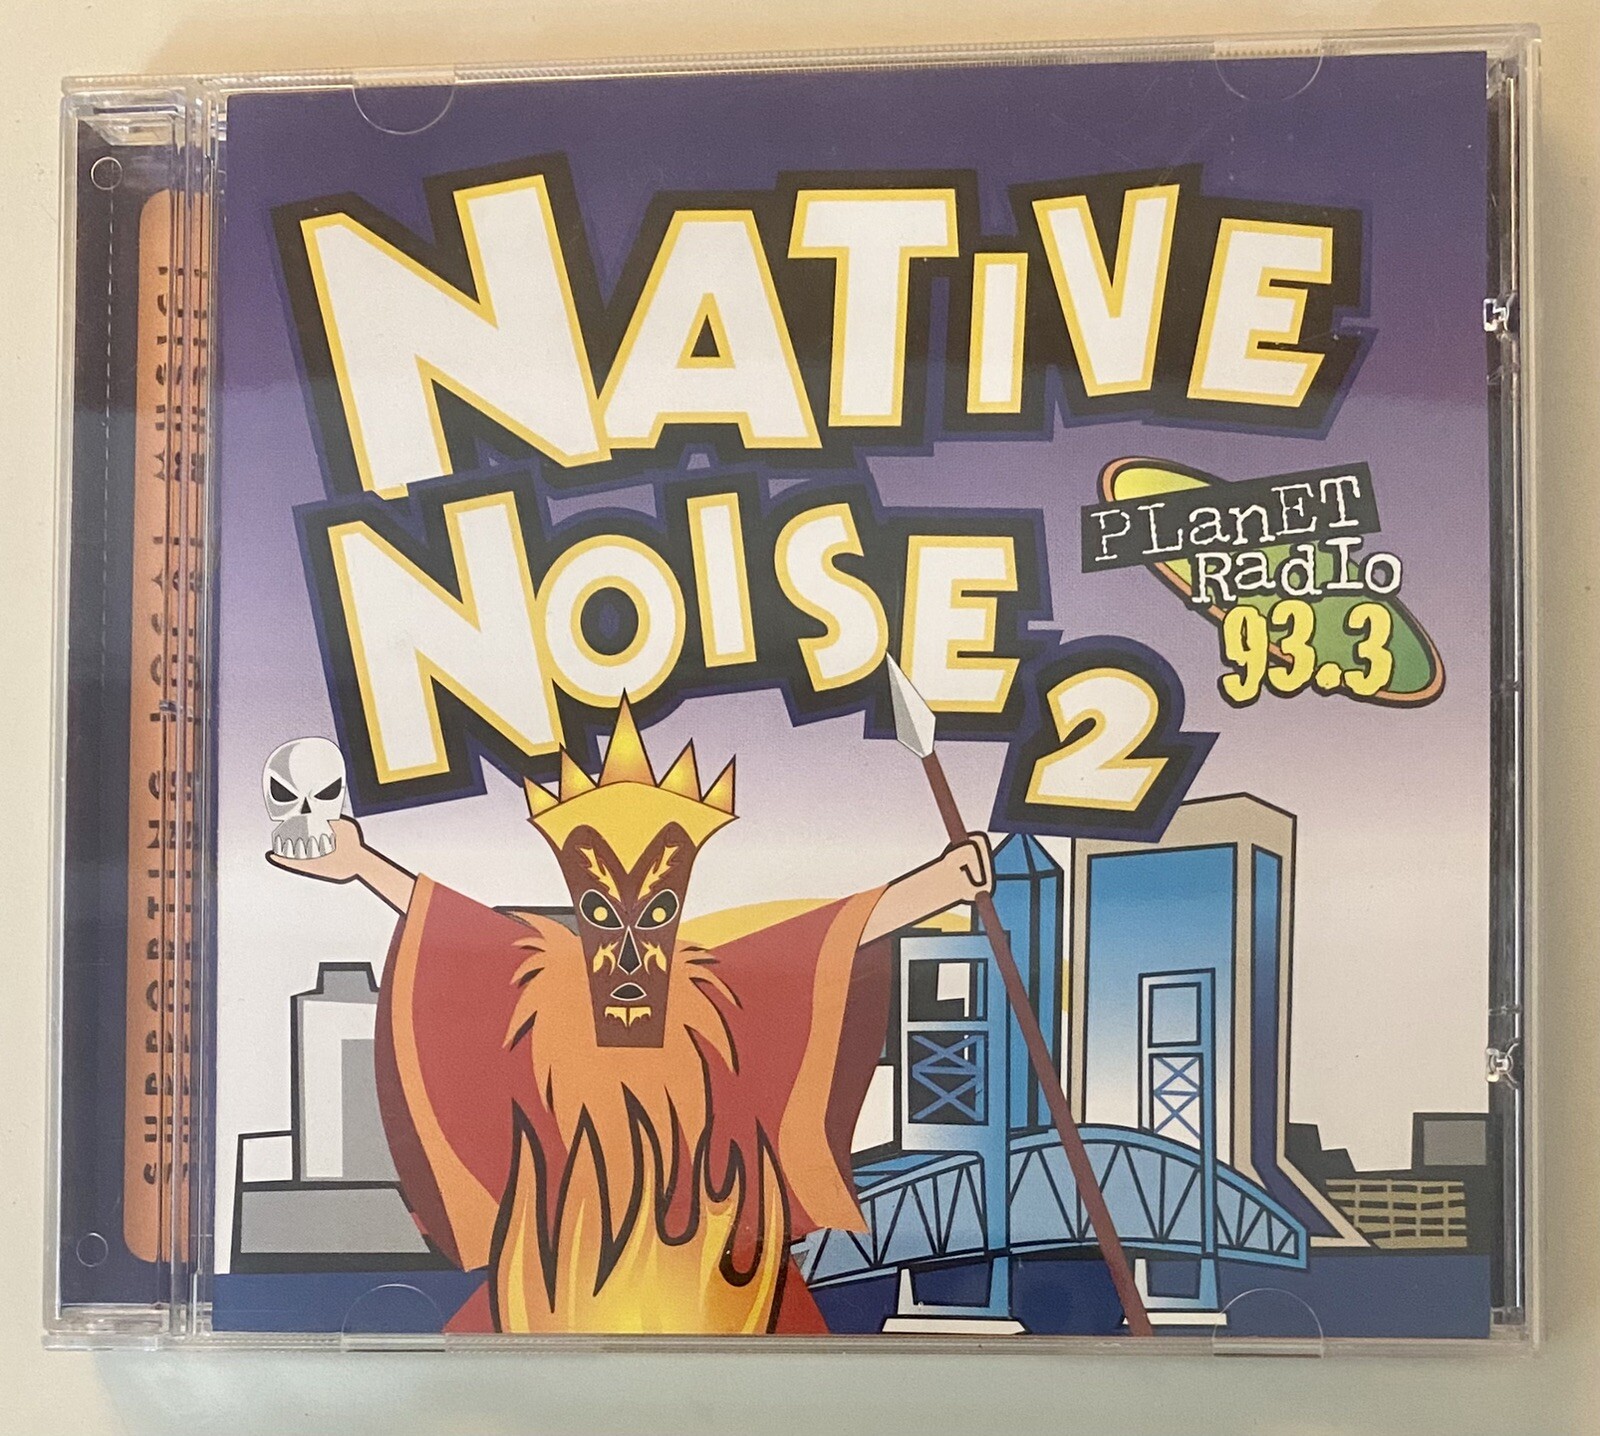 NATIVE
NOISE
2
PLanET
RadIo
93.3
SUPPORTING LOCAL MUSIC!